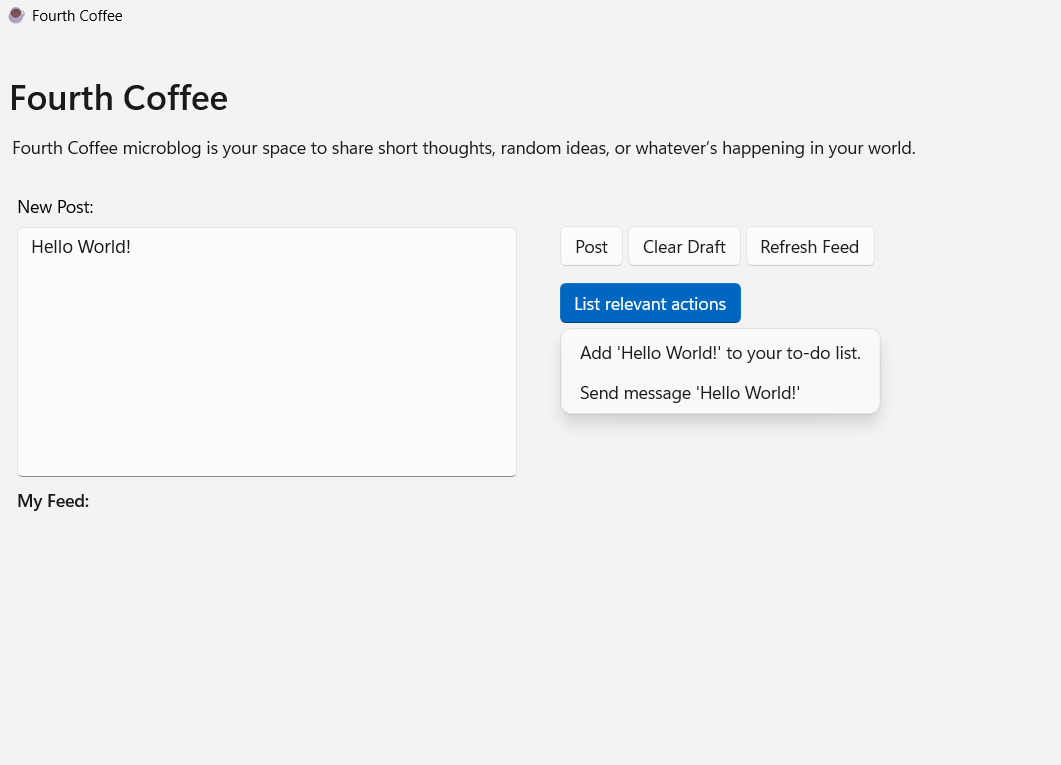 Fourth Coffee
Fourth Coffee
Fourth Coffee microblog is your space to share short thoughts, random ideas, or whatever’s happening in your world.
New Post:
Hello World!
Post
Clear Draft
Refresh Feed
List relevant actions
Add 'Hello World!' to your to-do list.
Send message 'Hello World!'
My Feed: